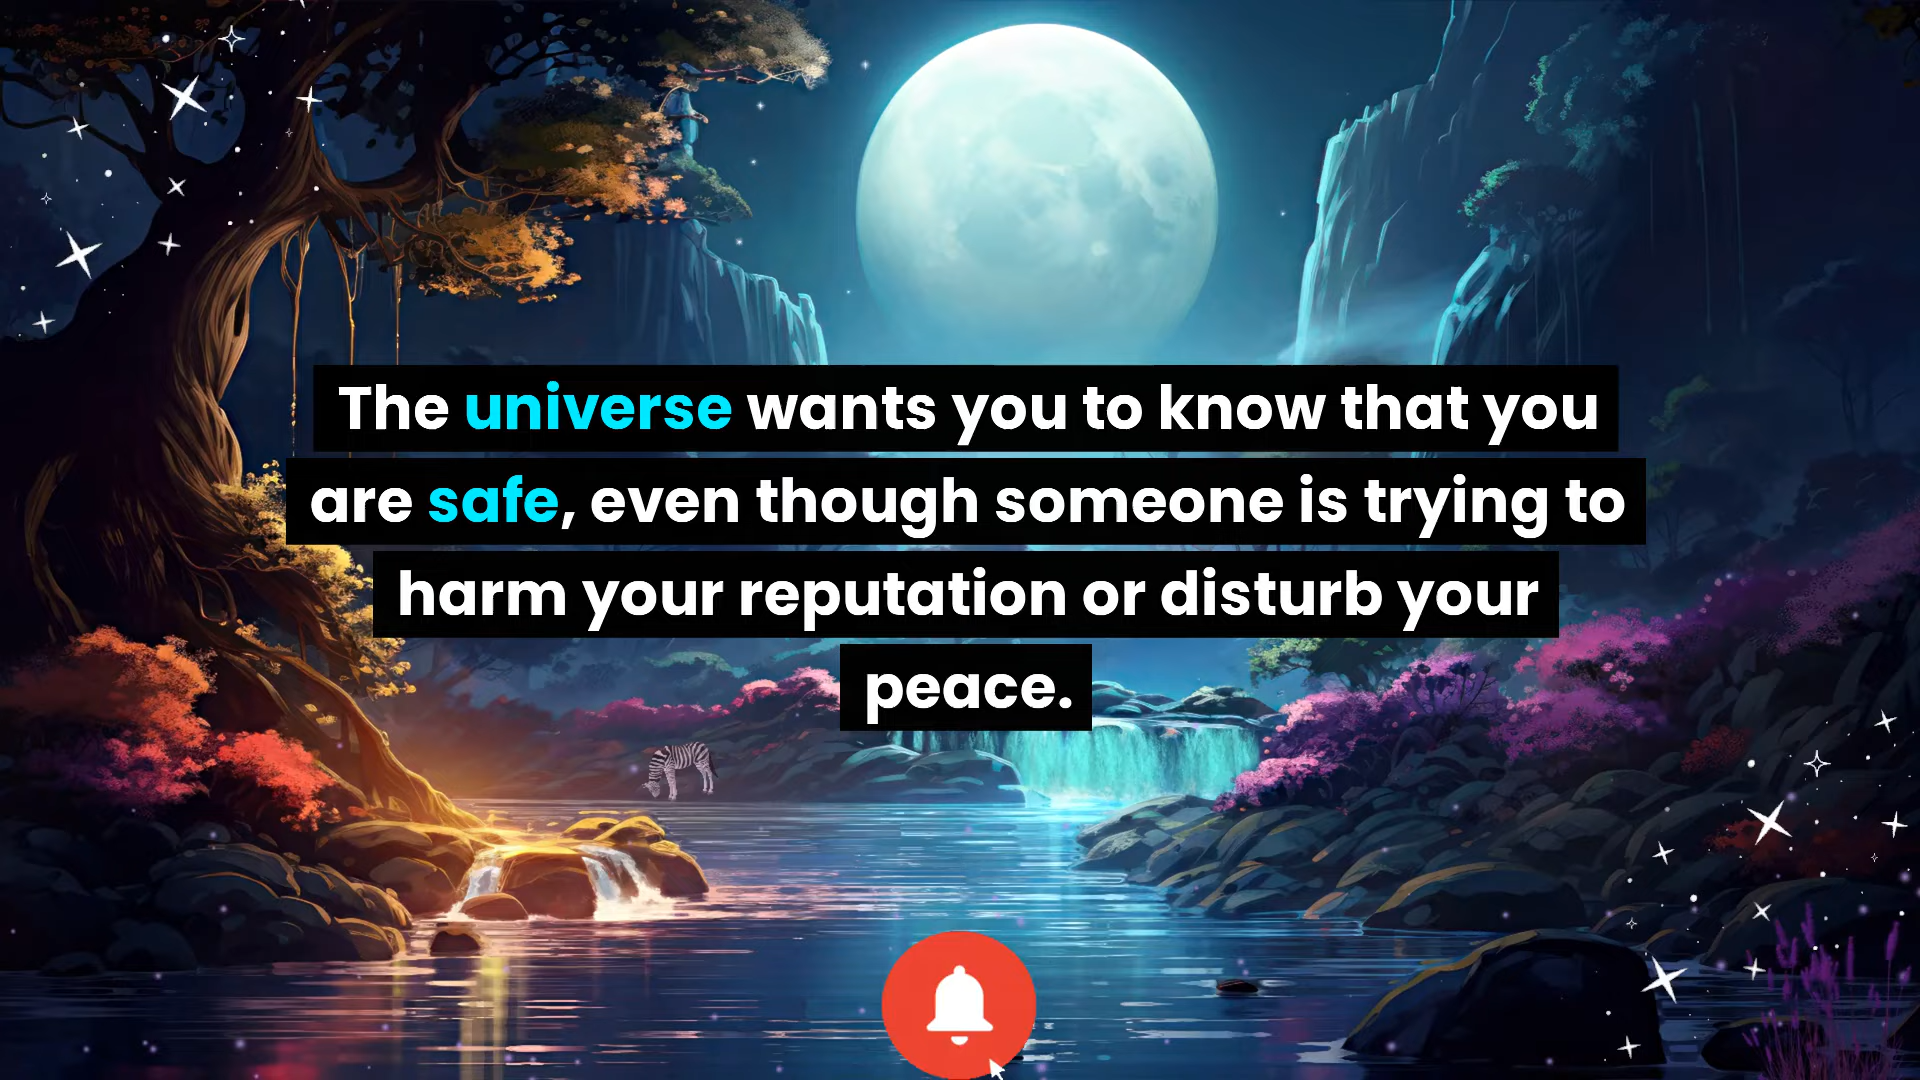 The universe wants you to know that you
are safe, even though someone is trying to
harm your reputation or disturb your
peace.